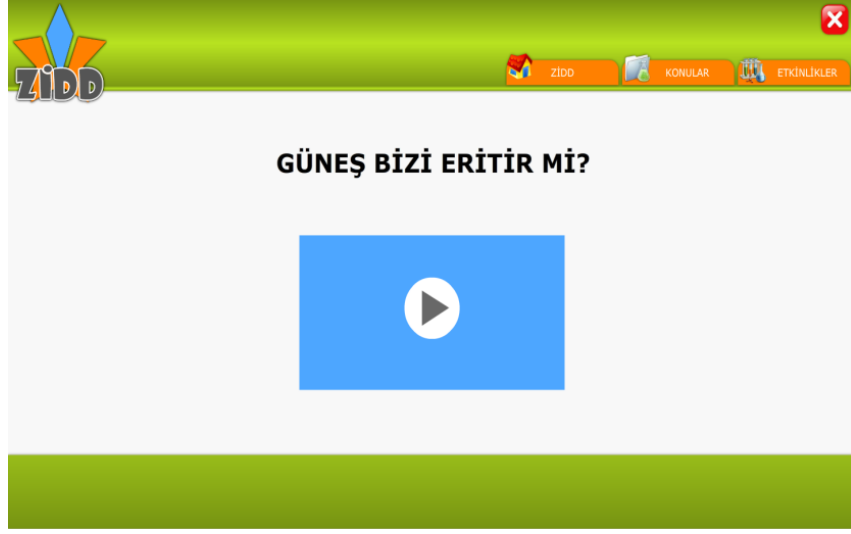 ZİDD
ZİDD
KONULAR
ETKİNLİKLER
GÜNEŞ BİZİ ERİTİR Mİ?